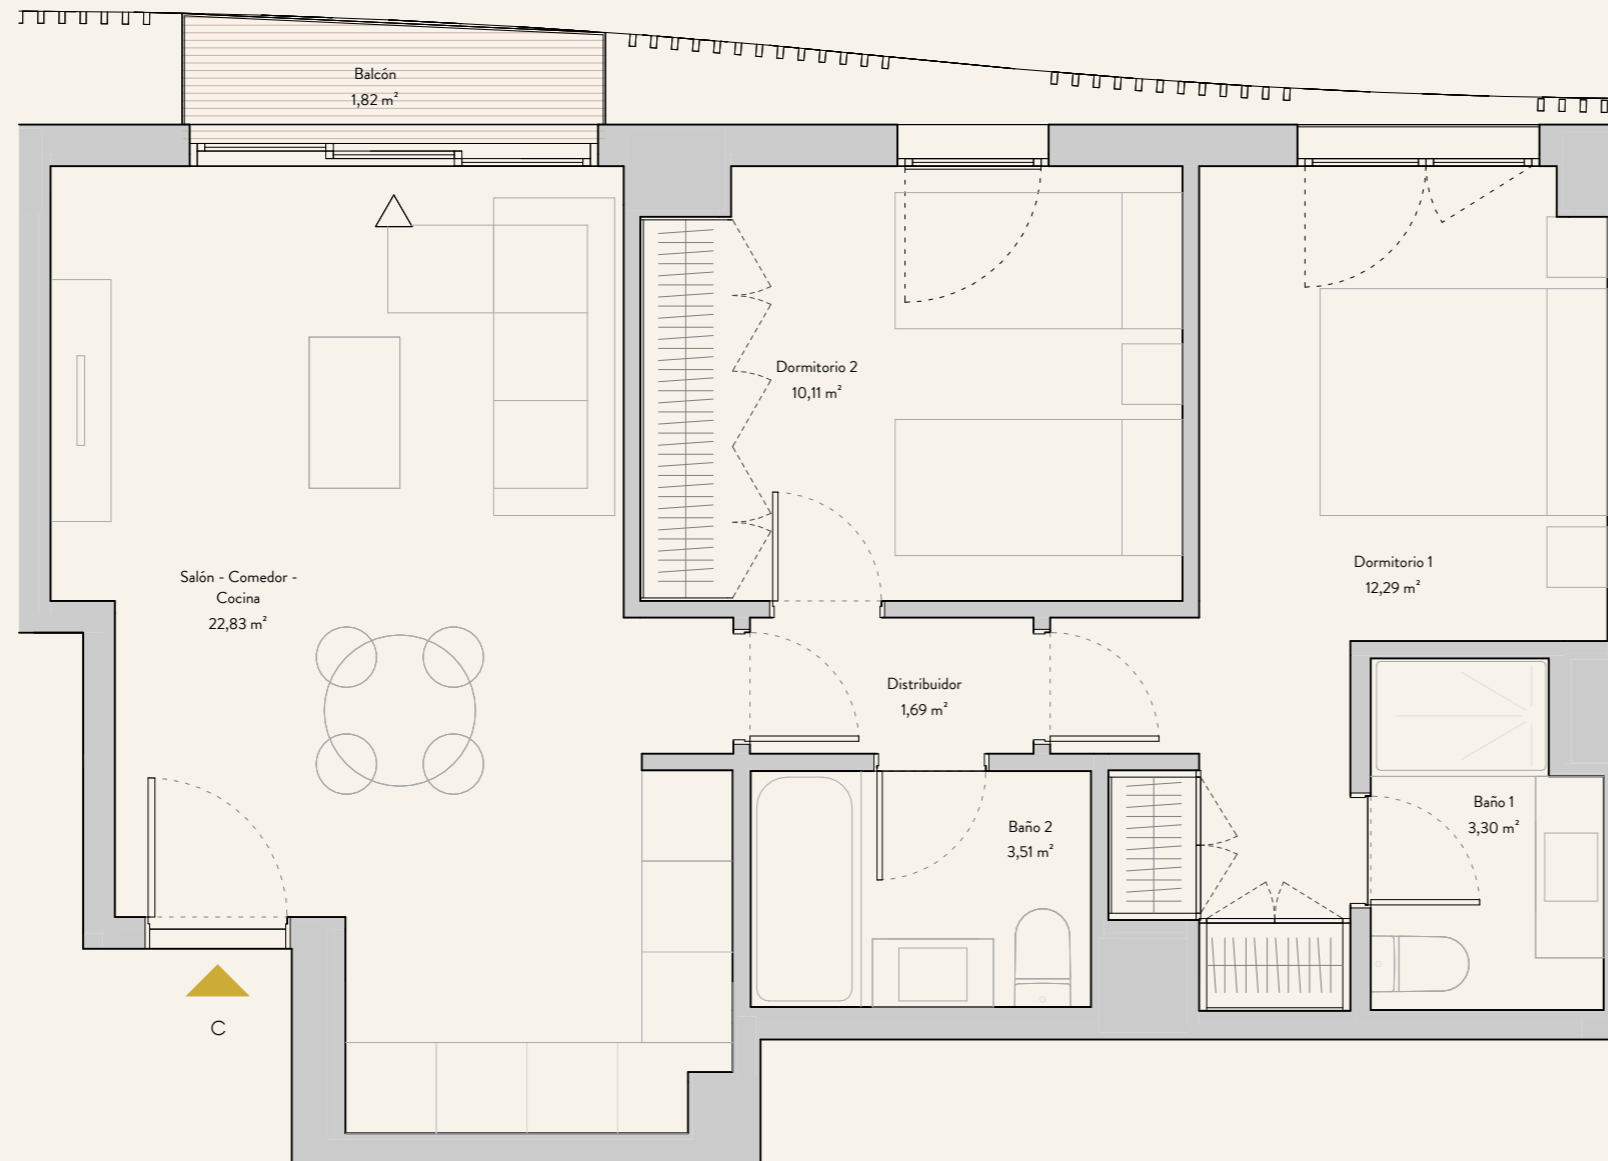 Balcón
1,82 m²
Dormitorio 2
10,11 m²
Dormitorio 1
12,29 m²
Salón - Comedor -
Cocina
22,83 m²
Distribuidor
1,69 m²
Baño 2
3,51 m²
Baño 1
3,30 m²
C